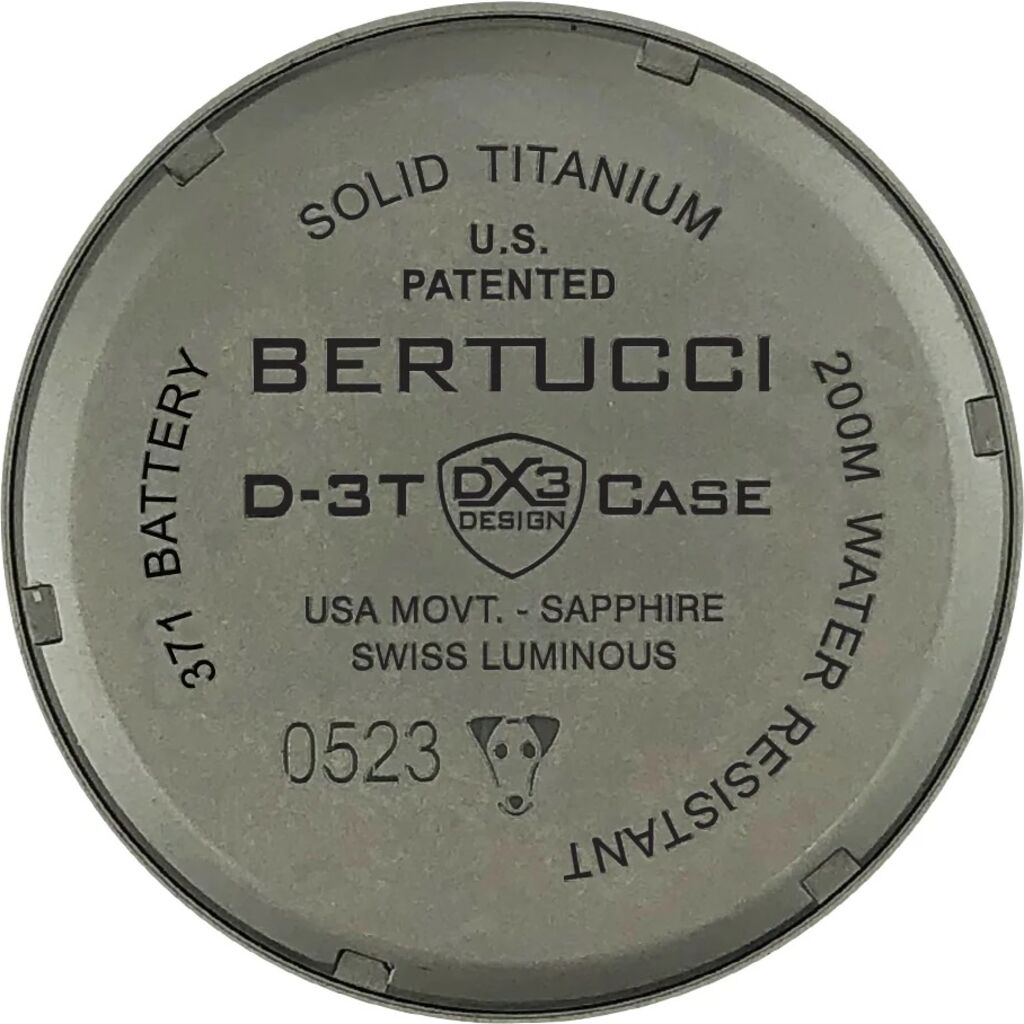 SOLID TITANIUM
U.S.
PATENTED
BERTUCCI
D-3T DX3 DESIGN CASE
USA MOVT. - SAPPHIRE
SWISS LUMINOUS
0523
371 BATTERY
200M WATER RESISTANT